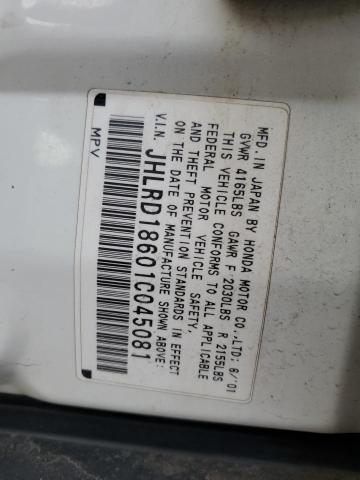 MFD. IN JAPAN BY HONDA MOTOR CO., LTD: 6/'01
GVWR 4165LBS GAWR F 2030LBS R 2155LBS
THIS VEHICLE CONFORMS TO ALL APPLICABLE
FEDERAL MOTOR VEHICLE SAFETY,
AND THEFT PREVENTION STANDARDS IN EFFECT
ON THE DATE OF MANUFACTURE SHOWN ABOVE:
V.I.N. JHLRD18601C045081
MPV